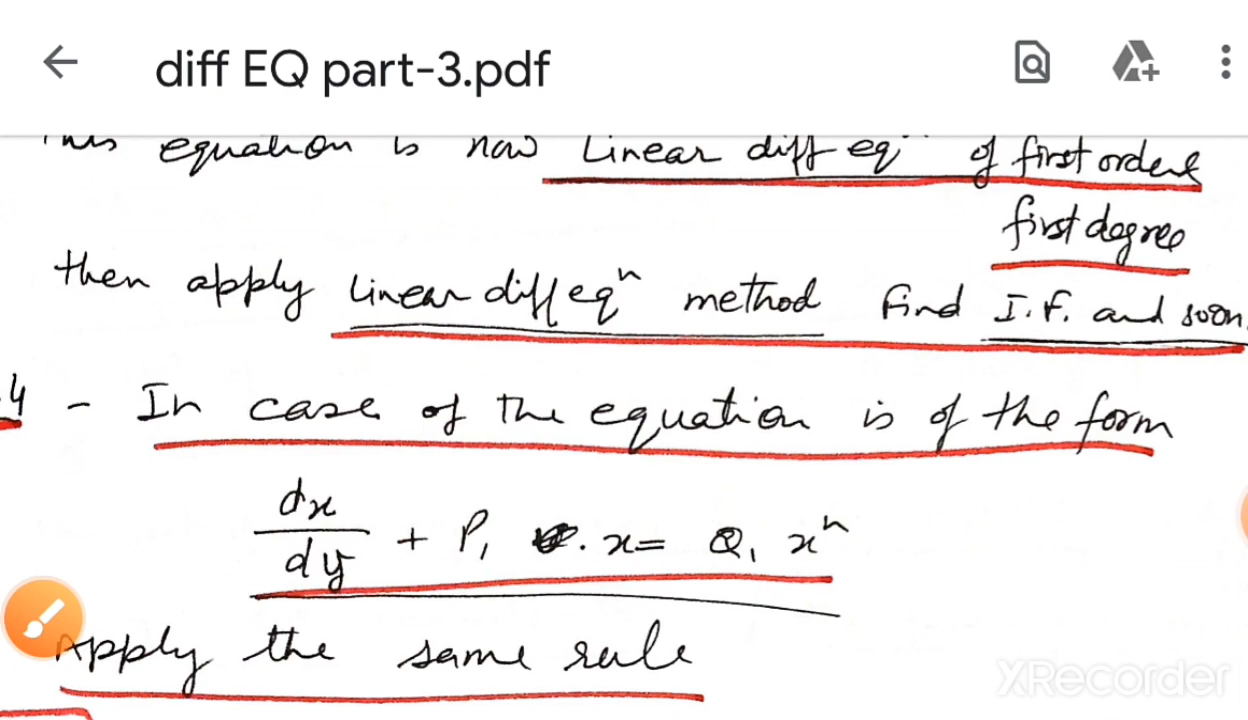 diff EQ part-3.pdf
This equation is now Linear diff eqⁿ of first order &
first degree
then apply Linear diff eqⁿ method find I.F. and soon.
4 - In case of the equation is of the form
dx/dy + P₁ . x = Q₁ xⁿ
Apply the same rule
XRecorder